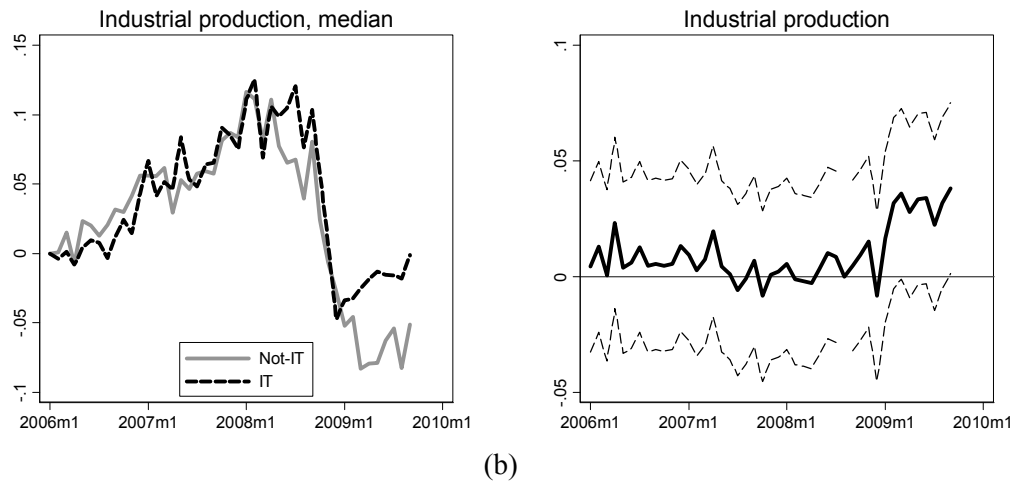 Industrial production, median
.15
.1
.05
0
-.05
-.1
Not-IT
IT
2006m1 2007m1 2008m1 2009m1 2010m1
Industrial production
.1
.05
0
-.05
2006m1 2007m1 2008m1 2009m1 2010m1
(b)